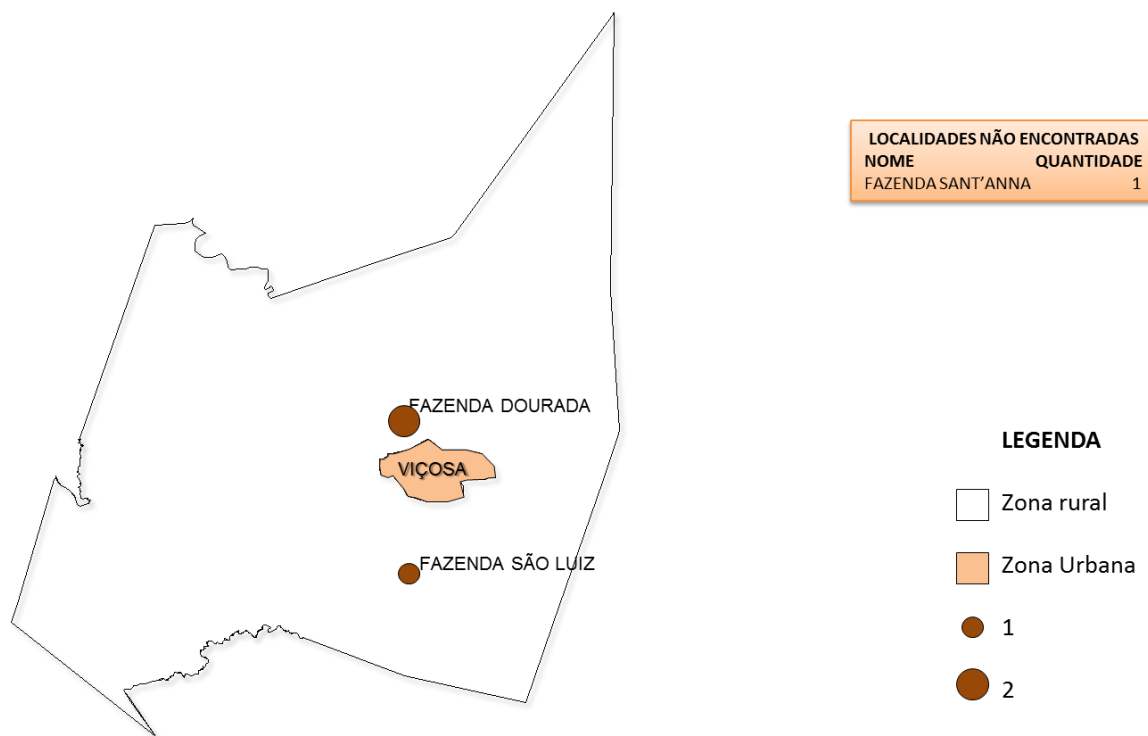 LOCALIDADES NÃO ENCONTRADAS
NOME QUANTIDADE
FAZENDA SANT'ANNA 1
FAZENDA DOURADA
VIÇOSA
FAZENDA SÃO LUIZ
LEGENDA
Zona rural
Zona Urbana
1
2